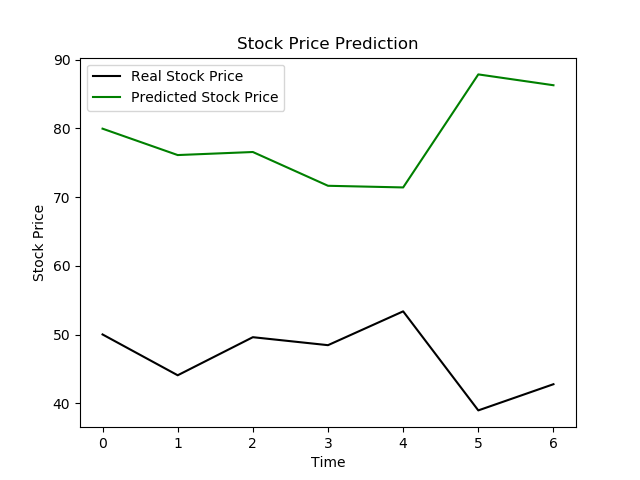 Stock Price Prediction
Real Stock Price
Predicted Stock Price
90
80
70
60
50
40
Stock Price
0 1 2 3 4 5 6
Time